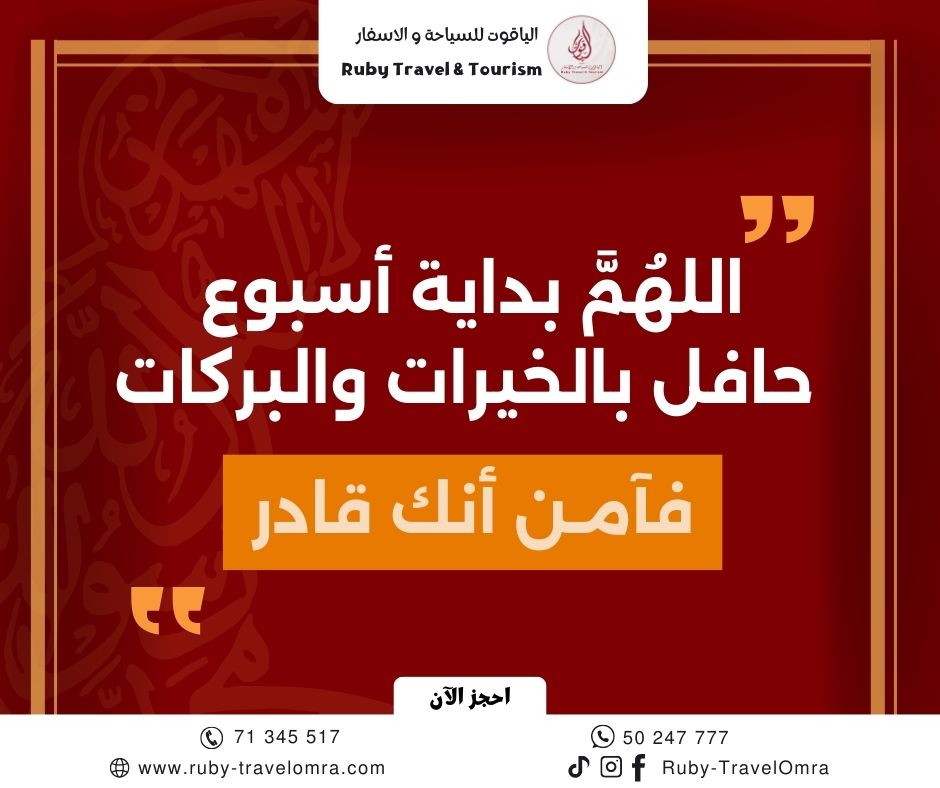 الياقوت للسياحة و الاسفار
Ruby Travel & Tourism
اللهُمَّ بداية أسبوع
حافل بالخيرات والبركات
فآمن أنك قادر
احجز الآن
71 345 517
50 247 777
www.ruby-travelomra.com
Ruby-TravelOmra